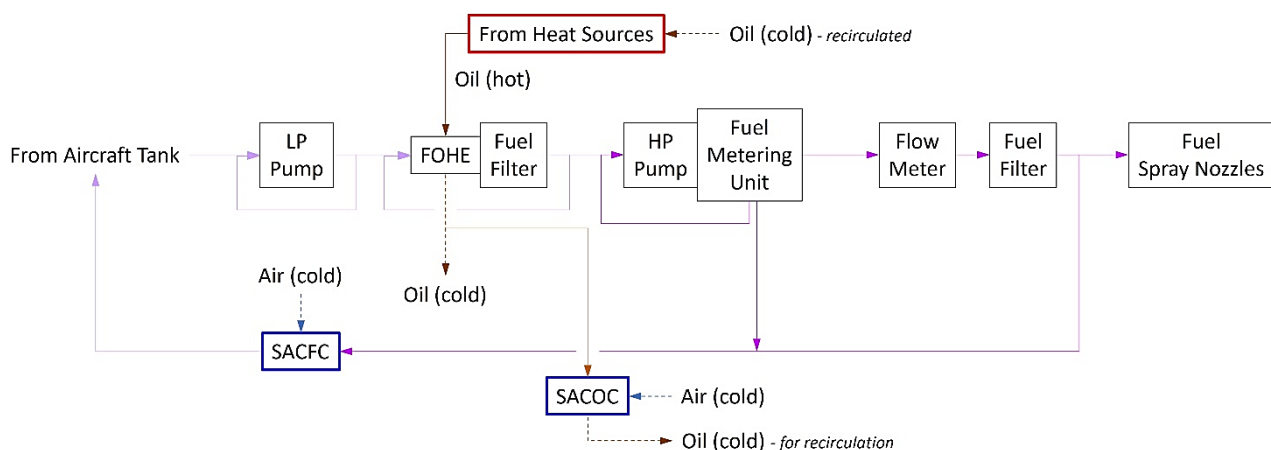 From Heat Sources
Oil (cold) - recirculated
Oil (hot)
From Aircraft Tank
LP
Pump
FOHE
Fuel
Filter
HP
Pump
Fuel
Metering
Unit
Flow
Meter
Fuel
Filter
Fuel
Spray Nozzles
Air (cold)
Oil (cold)
SACFC
SACOC
Air (cold)
Oil (cold) - for recirculation